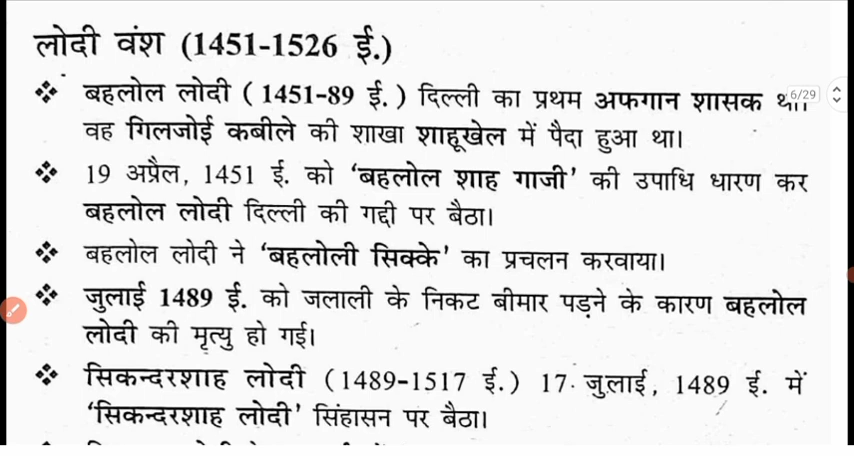 लोदी वंश (1451-1526 ई.)
❖ बहलोल लोदी ( 1451-89 ई. ) दिल्ली का प्रथम अफगान शासक था।
6/29
वह गिलजोई कबीले की शाखा शाहूखेल में पैदा हुआ था।
❖ 19 अप्रैल, 1451 ई. को ‘बहलोल शाह गाजी’ की उपाधि धारण कर
बहलोल लोदी दिल्ली की गद्दी पर बैठा।
❖ बहलोल लोदी ने ‘बहलोली सिक्के’ का प्रचलन करवाया।
❖ जुलाई 1489 ई. को जलाली के निकट बीमार पड़ने के कारण बहलोल
लोदी की मृत्यु हो गई।
❖ सिकन्दरशाह लोदी (1489-1517 ई.) 17 जुलाई, 1489 ई. में
‘सिकन्दरशाह लोदी’ सिंहासन पर बैठा।